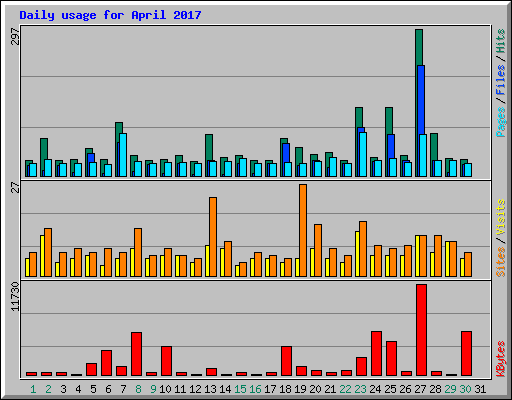 Daily usage for April 2017
297
Pages / Files / Hits
27
Sites / Visits
11730
KBytes
1 2 3 4 5 6 7 8 9 10 11 12 13 14 15 16 17 18 19 20 21 22 23 24 25 26 27 28 29 30 31